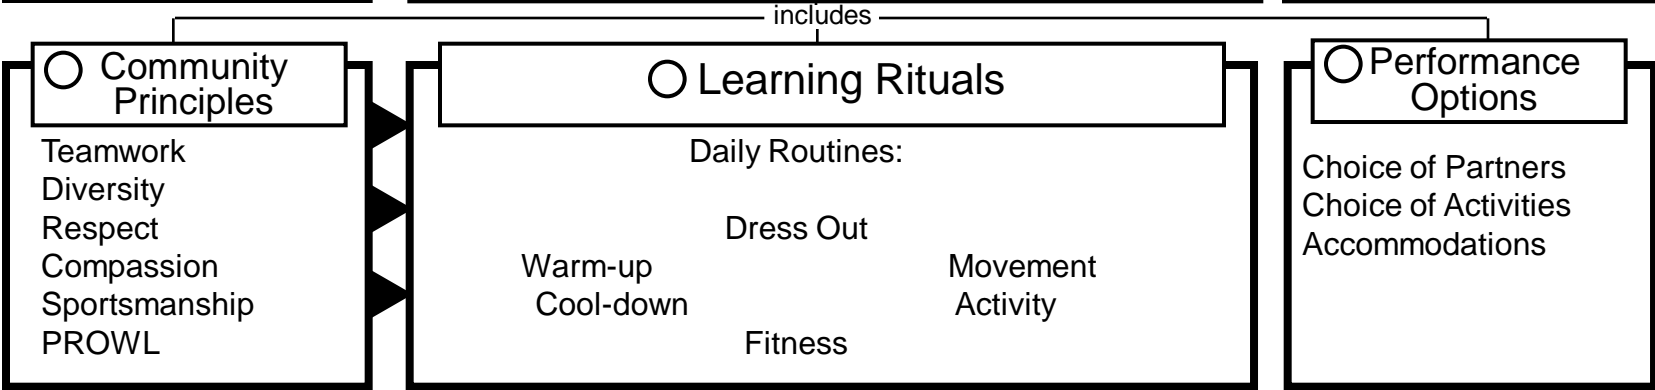 includes
Community
Principles
Teamwork
Diversity
Respect
Compassion
Sportsmanship
PROWL
Learning Rituals
Daily Routines:
Dress Out
Warm-up Movement
Cool-down Activity
Fitness
Performance
Options
Choice of Partners
Choice of Activities
Accommodations